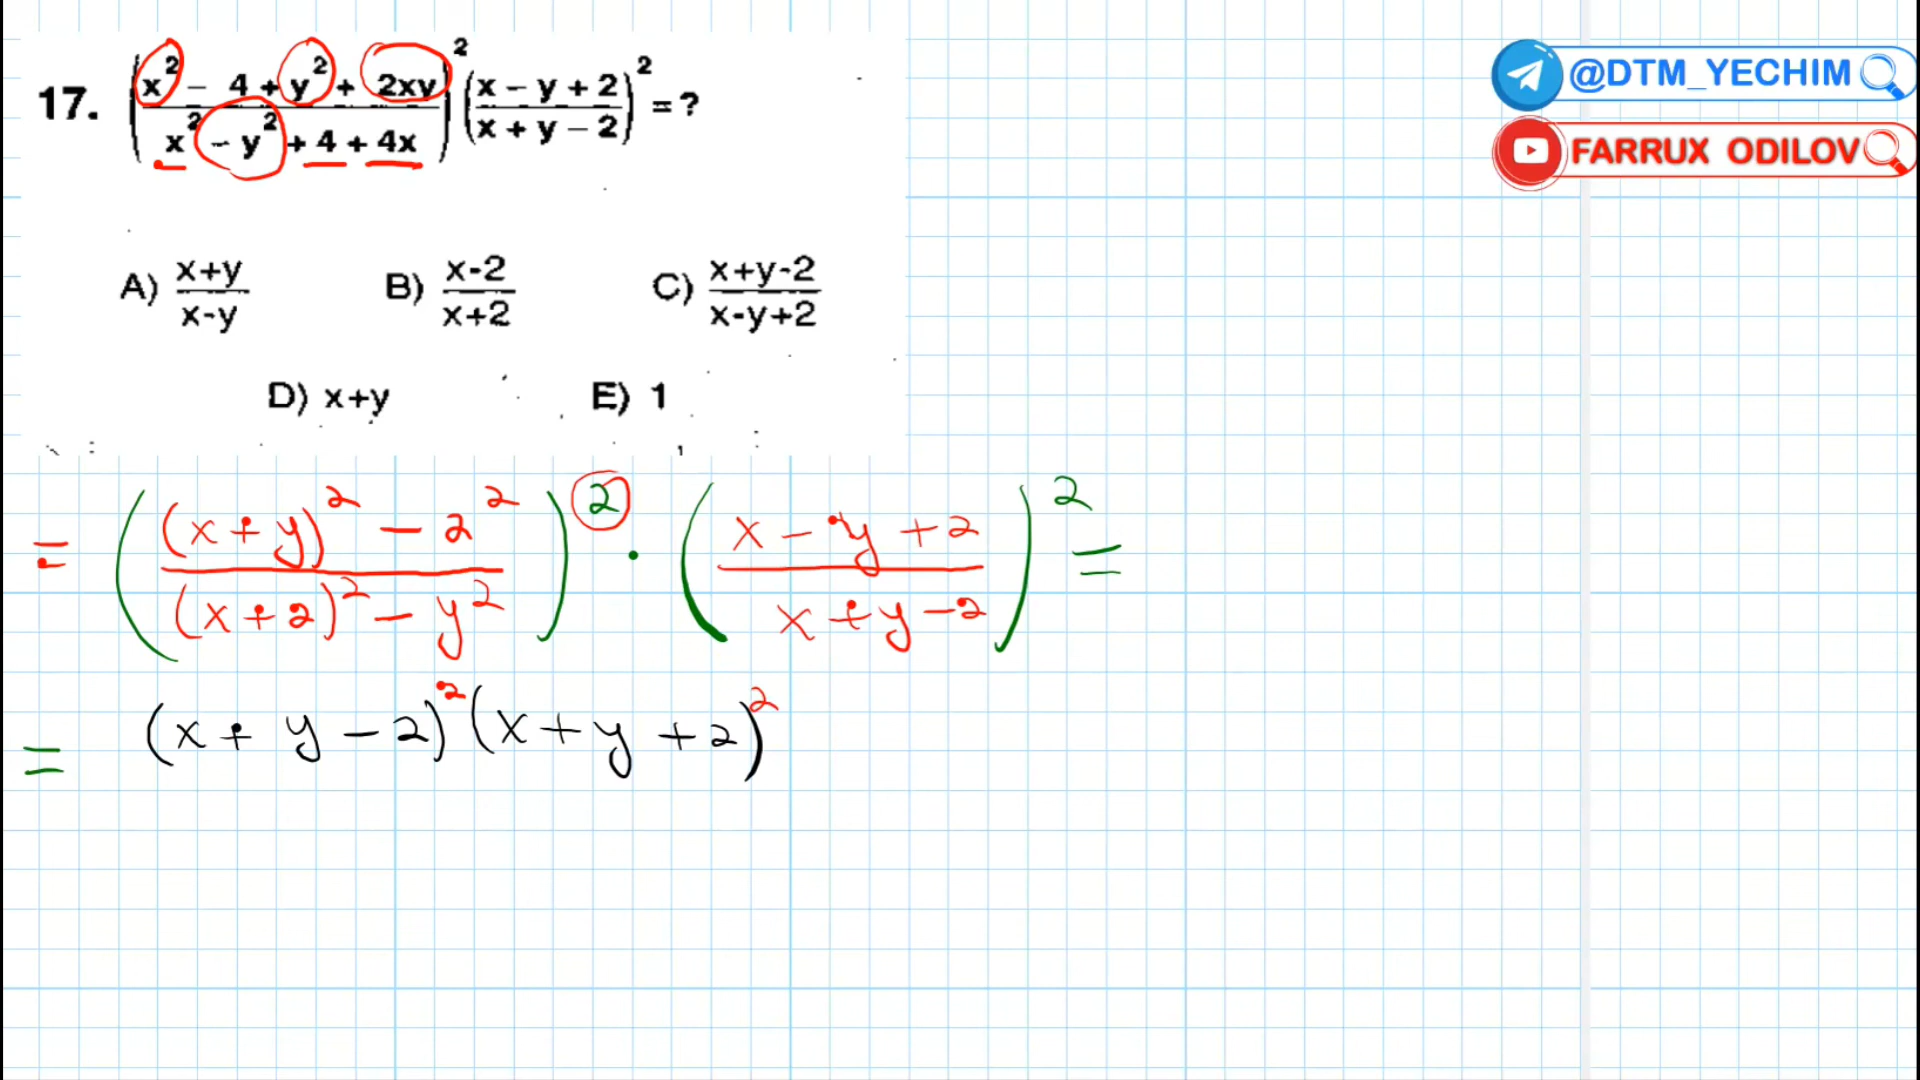 17. ((x² - 4 + y² + 2xy)/(x² - y² + 4 + 4x))² ((x - y + 2)/(x + y - 2))² = ?
@DTM_YECHIM
FARRUX ODILOV
A) (x+y)/(x-y) B) (x-2)/(x+2) C) (x+y-2)/(x-y+2)
D) x+y E) 1
= (((x + y)² - 2²)/((x + 2)² - y²))² · ((x - y + 2)/(x + y - 2))² =
= (x + y - 2)² (x + y + 2)²